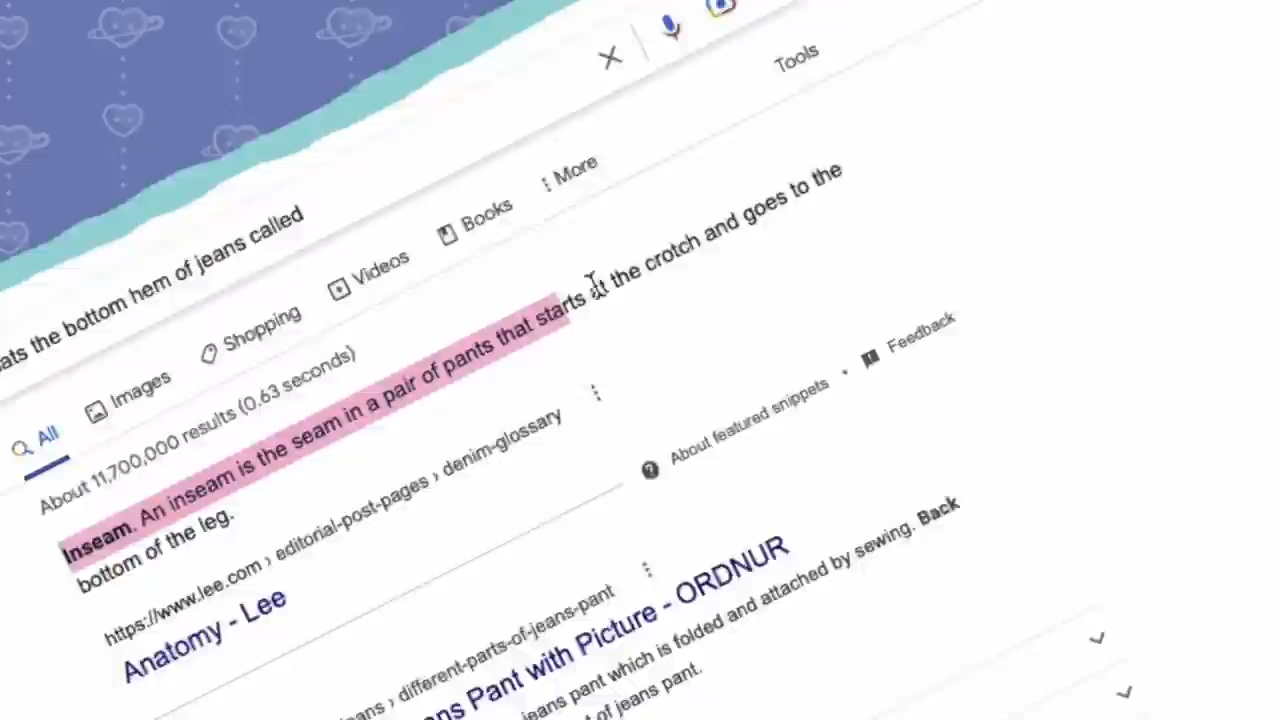 the bottom hem of jeans called
Tools
All Images Shopping Videos Books More
About 11,700,000 results (0.63 seconds)
Inseam. An inseam is the seam in a pair of pants that starts at the crotch and goes to the
bottom of the leg.
https://www.lee.com › editorial-post-pages › denim-glossary
Anatomy - Lee
About featured snippets • Feedback
› different-parts-of-jeans-pant
Pant with Picture - ORDNUR
jeans pant which is folded and attached by sewing. Back
of jeans pant.